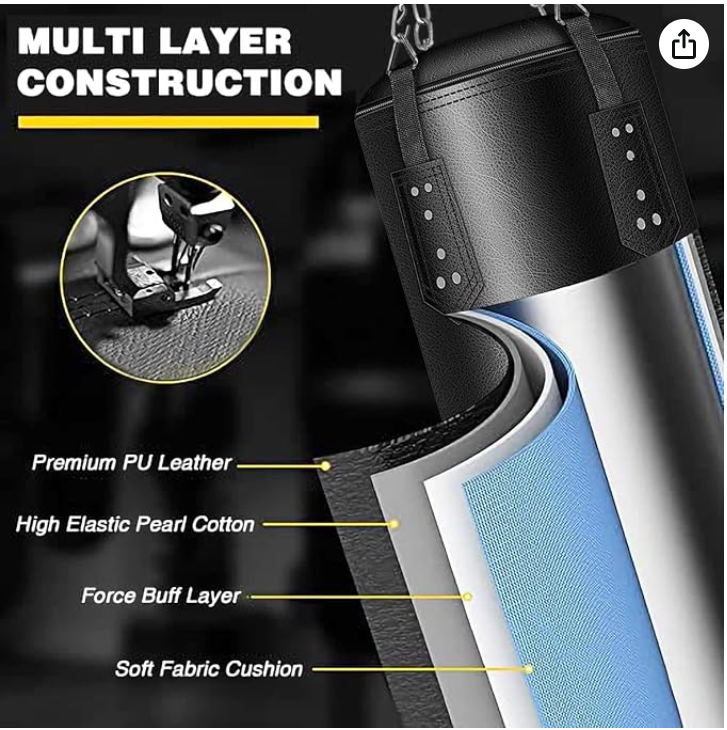 MULTI LAYER
CONSTRUCTION
Premium PU Leather
High Elastic Pearl Cotton
Force Buff Layer
Soft Fabric Cushion